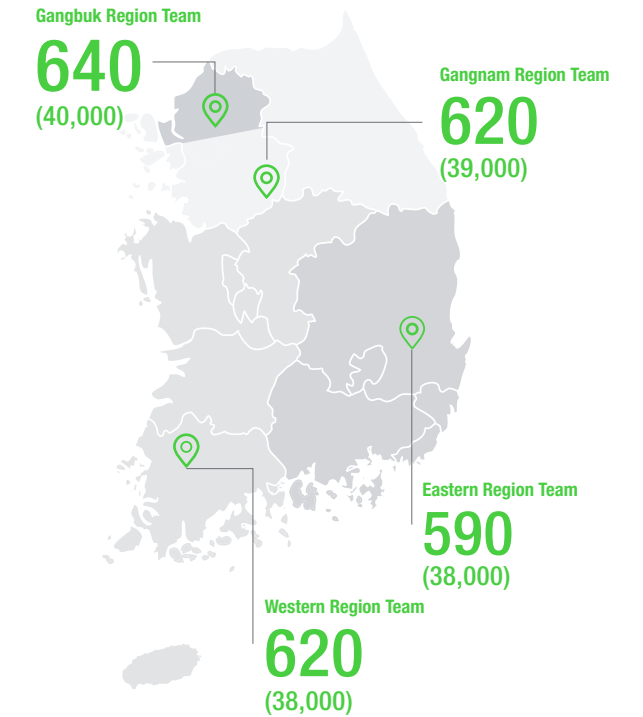 Gangbuk Region Team
640
(40,000)
Gangnam Region Team
620
(39,000)
Eastern Region Team
590
(38,000)
Western Region Team
620
(38,000)